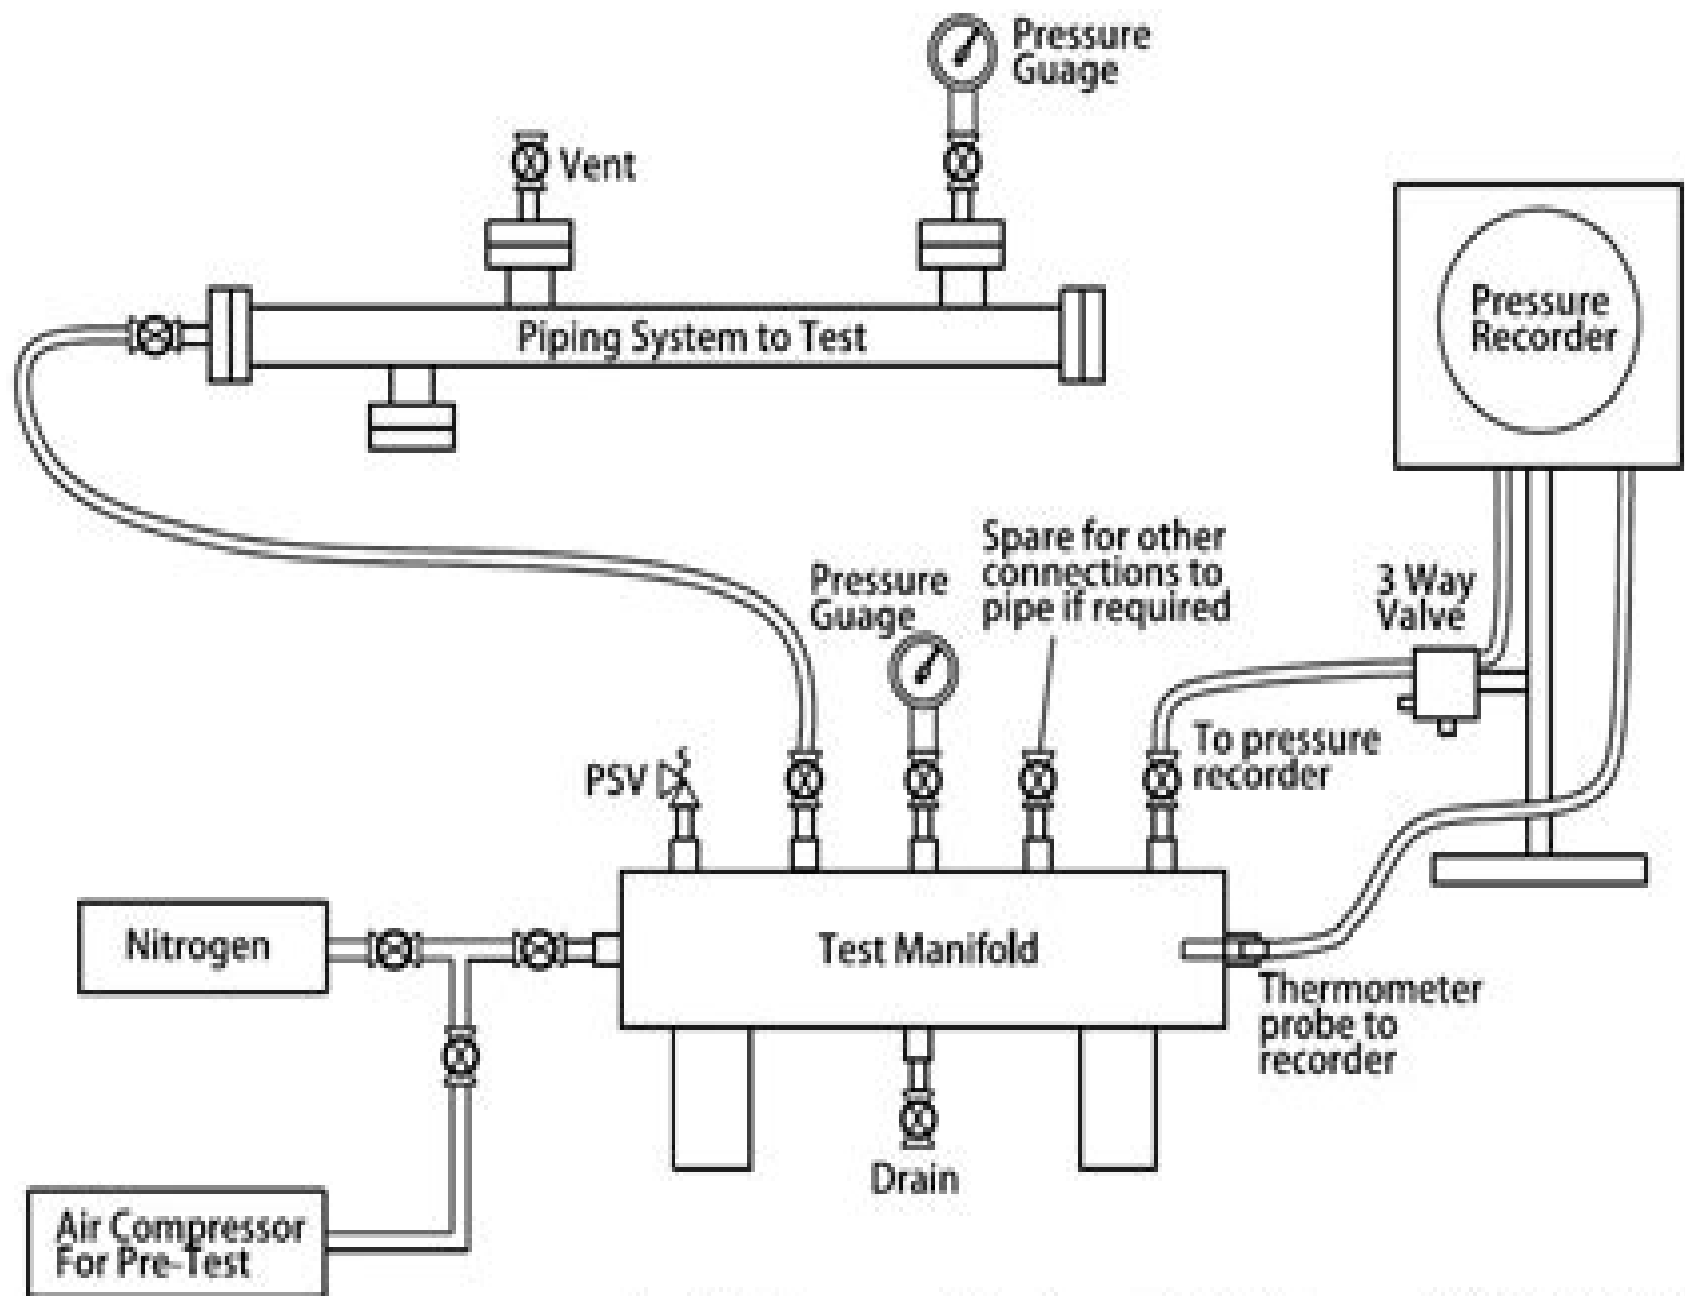 Pressure
Guage
Vent
Piping System to Test
Pressure
Recorder
Spare for other
connections to
pipe if required
Pressure
Guage
3 Way
Valve
To pressure
recorder
PSV
Nitrogen
Test Manifold
Thermometer
probe to
recorder
Drain
Air Compressor
For Pre-Test